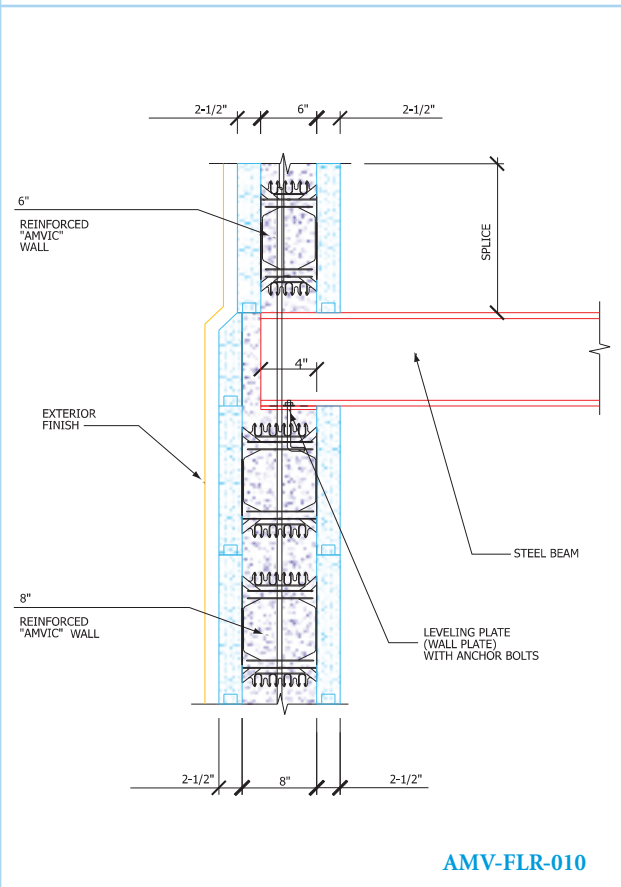 2-1/2" 6" 2-1/2"
6"
REINFORCED
"AMVIC"
WALL
SPLICE
4"
EXTERIOR
FINISH
STEEL BEAM
8"
REINFORCED
"AMVIC" WALL
LEVELING PLATE
(WALL PLATE)
WITH ANCHOR BOLTS
2-1/2" 8" 2-1/2"
AMV-FLR-010